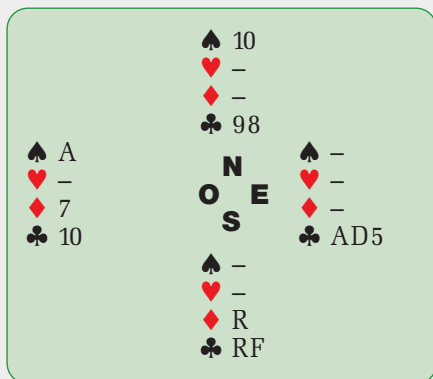 ♠ 10
♥ –
♦ –
♣ 98
♠ A
♥ –
♦ 7
♣ 10
N
O E
S
♠ –
♥ –
♦ –
♣ AD5
♠ –
♥ –
♦ R
♣ RF